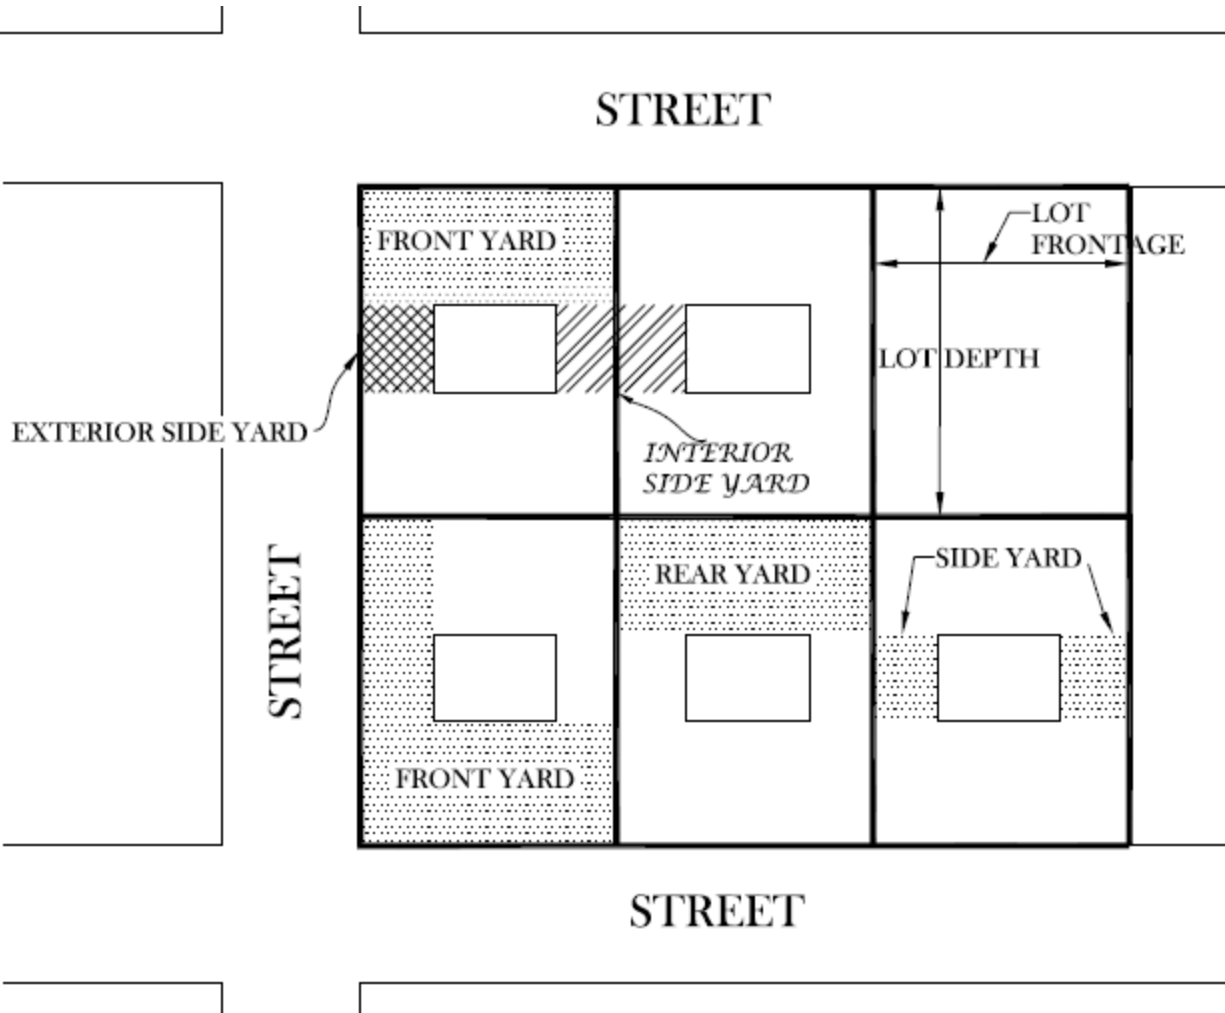 STREET
FRONT YARD
LOT
FRONTAGE
LOT DEPTH
EXTERIOR SIDE YARD
INTERIOR
SIDE YARD
STREET
REAR YARD
SIDE YARD
FRONT YARD
STREET